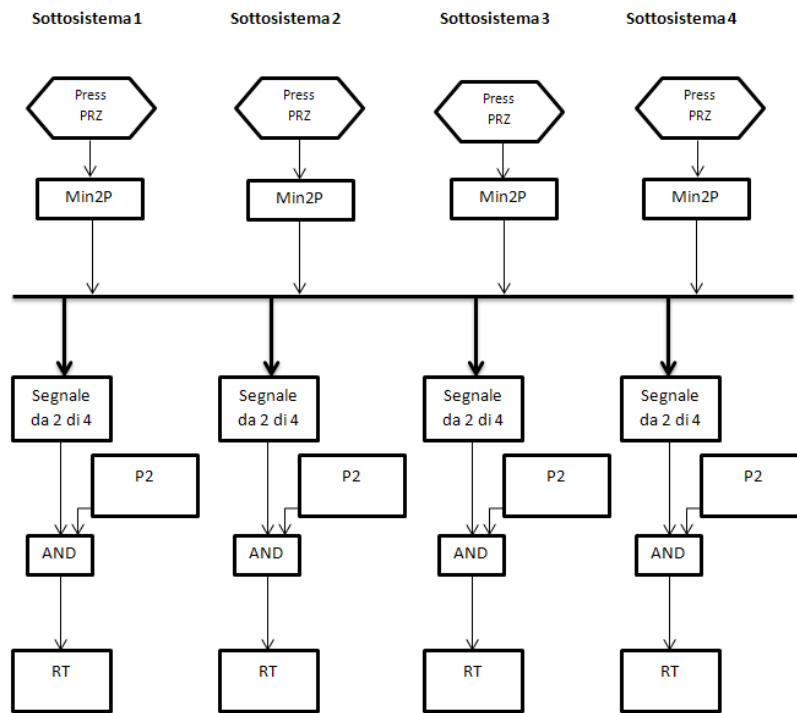 Sottosistema 1
Sottosistema 2
Sottosistema 3
Sottosistema 4
Press
PRZ
Press
PRZ
Press
PRZ
Press
PRZ
Min2P
Min2P
Min2P
Min2P
Segnale
da 2 di 4
Segnale
da 2 di 4
Segnale
da 2 di 4
Segnale
da 2 di 4
P2
P2
P2
P2
AND
AND
AND
AND
RT
RT
RT
RT